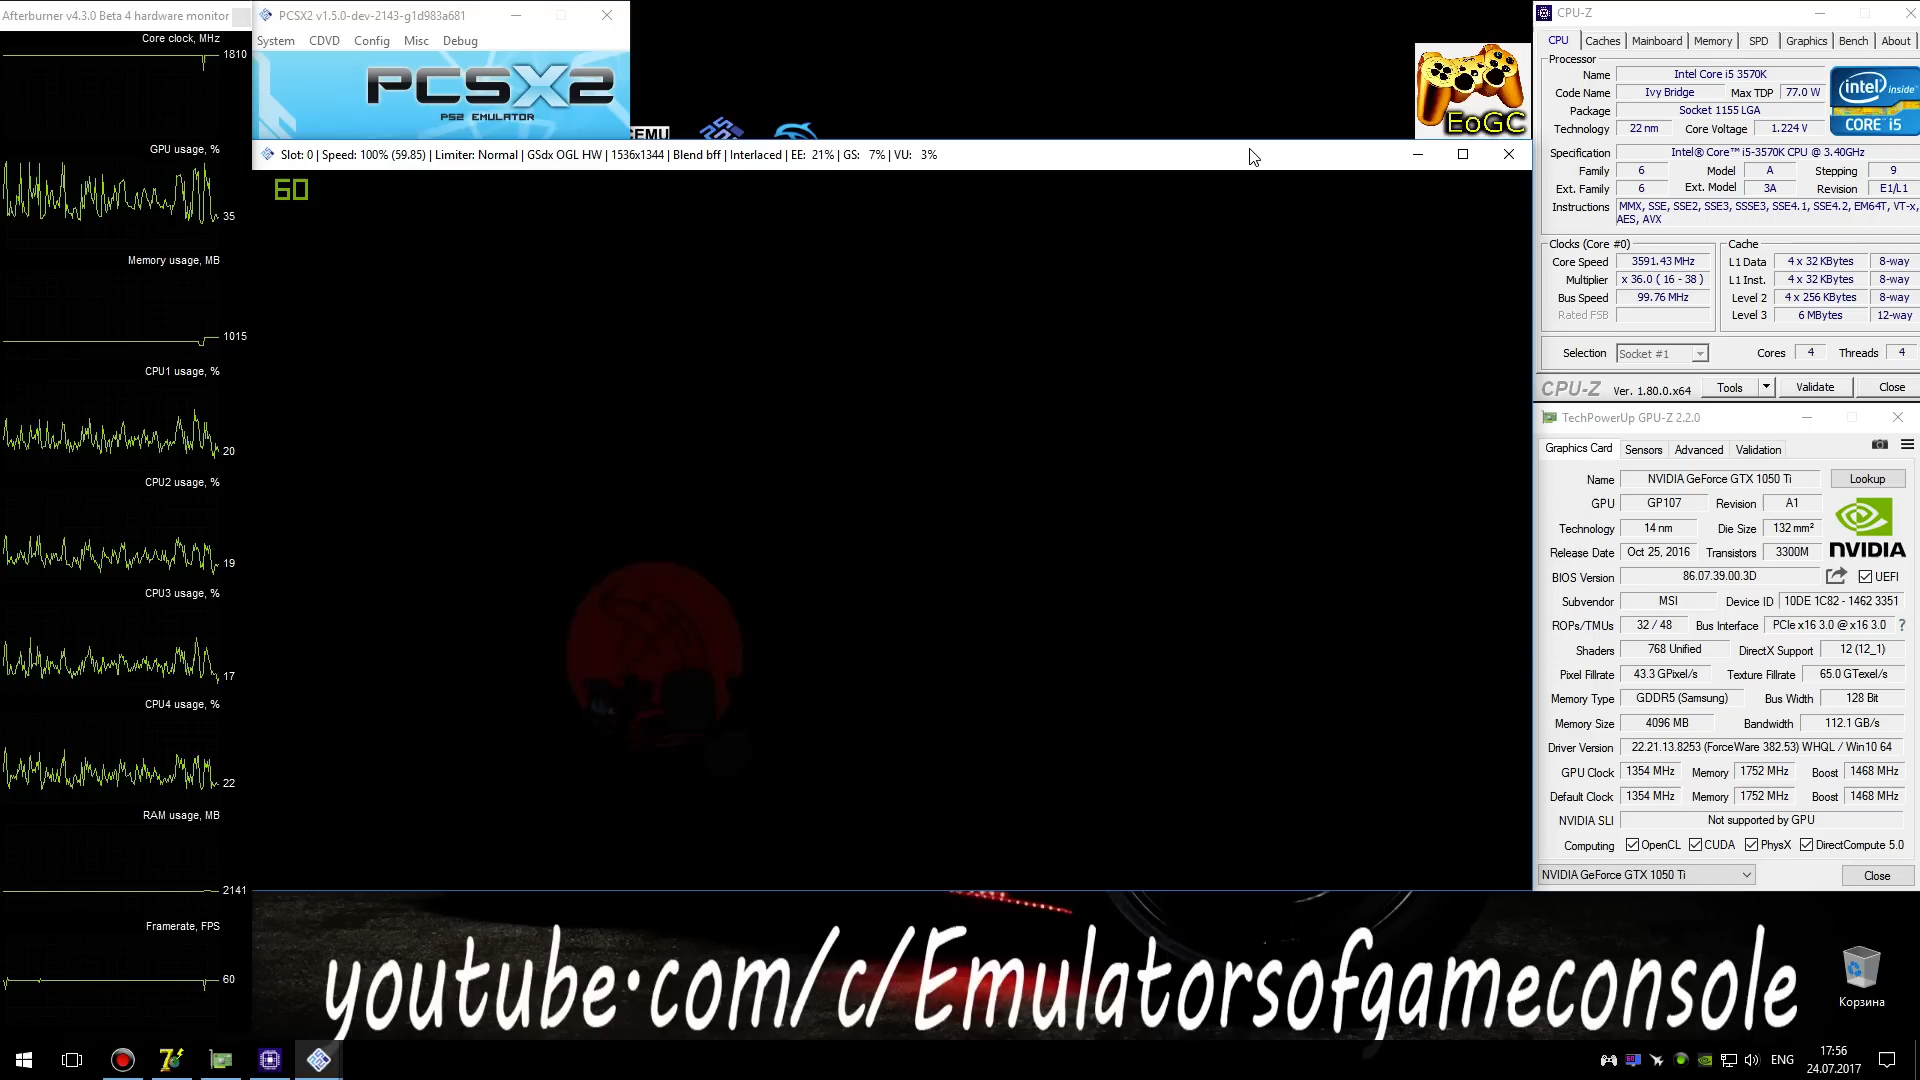 Afterburner v4.3.0 Beta 4 hardware monitor
Core clock, MHz
1810
GPU usage, %
35
Memory usage, MB
1015
CPU1 usage, %
20
CPU2 usage, %
19
CPU3 usage, %
17
CPU4 usage, %
22
RAM usage, MB
2141
Framerate, FPS
60
PCSX2 v1.5.0-dev-2143-g1d983a681
System CDVD Config Misc Debug
PCSX2
PS2 EMULATOR
CEMU
EoGC
Slot: 0 | Speed: 100% (59.85) | Limiter: Normal | GSdx OGL HW | 1536x1344 | Blend bff | Interlaced | EE: 21% | GS: 7% | VU: 3%
60
CPU-Z
CPU Caches Mainboard Memory SPD Graphics Bench About
Processor
Name Intel Core i5 3570K
Code Name Ivy Bridge Max TDP 77.0 W
Package Socket 1155 LGA
Technology 22 nm Core Voltage 1.224 V
intel inside
CORE i5
Specification Intel® Core™ i5-3570K CPU @ 3.40GHz
Family 6 Model A Stepping 9
Ext. Family 6 Ext. Model 3A Revision E1/L1
Instructions MMX, SSE, SSE2, SSE3, SSSE3, SSE4.1, SSE4.2, EM64T, VT-x,
AES, AVX
Clocks (Core #0) Cache
Core Speed 3591.43 MHz L1 Data 4 x 32 KBytes 8-way
Multiplier x 36.0 ( 16 - 38 ) L1 Inst. 4 x 32 KBytes 8-way
Bus Speed 99.76 MHz Level 2 4 x 256 KBytes 8-way
Rated FSB Level 3 6 MBytes 12-way
Selection Socket #1 Cores 4 Threads 4
CPU-Z Ver. 1.80.0.x64 Tools Validate Close
TechPowerUp GPU-Z 2.2.0
Graphics Card Sensors Advanced Validation
Name NVIDIA GeForce GTX 1050 Ti Lookup
GPU GP107 Revision A1
Technology 14 nm Die Size 132 mm²
Release Date Oct 25, 2016 Transistors 3300M
NVIDIA
BIOS Version 86.07.39.00.3D UEFI
Subvendor MSI Device ID 10DE 1C82 - 1462 3351
ROPs/TMUs 32 / 48 Bus Interface PCIe x16 3.0 @ x16 3.0 ?
Shaders 768 Unified DirectX Support 12 (12_1)
Pixel Fillrate 43.3 GPixel/s Texture Fillrate 65.0 GTexel/s
Memory Type GDDR5 (Samsung) Bus Width 128 Bit
Memory Size 4096 MB Bandwidth 112.1 GB/s
Driver Version 22.21.13.8253 (ForceWare 382.53) WHQL / Win10 64
GPU Clock 1354 MHz Memory 1752 MHz Boost 1468 MHz
Default Clock 1354 MHz Memory 1752 MHz Boost 1468 MHz
NVIDIA SLI Not supported by GPU
Computing OpenCL CUDA PhysX DirectCompute 5.0
NVIDIA GeForce GTX 1050 Ti Close
youtube.com/c/Emulatorsofgameconsole
Корзина
ENG
17:56
24.07.2017